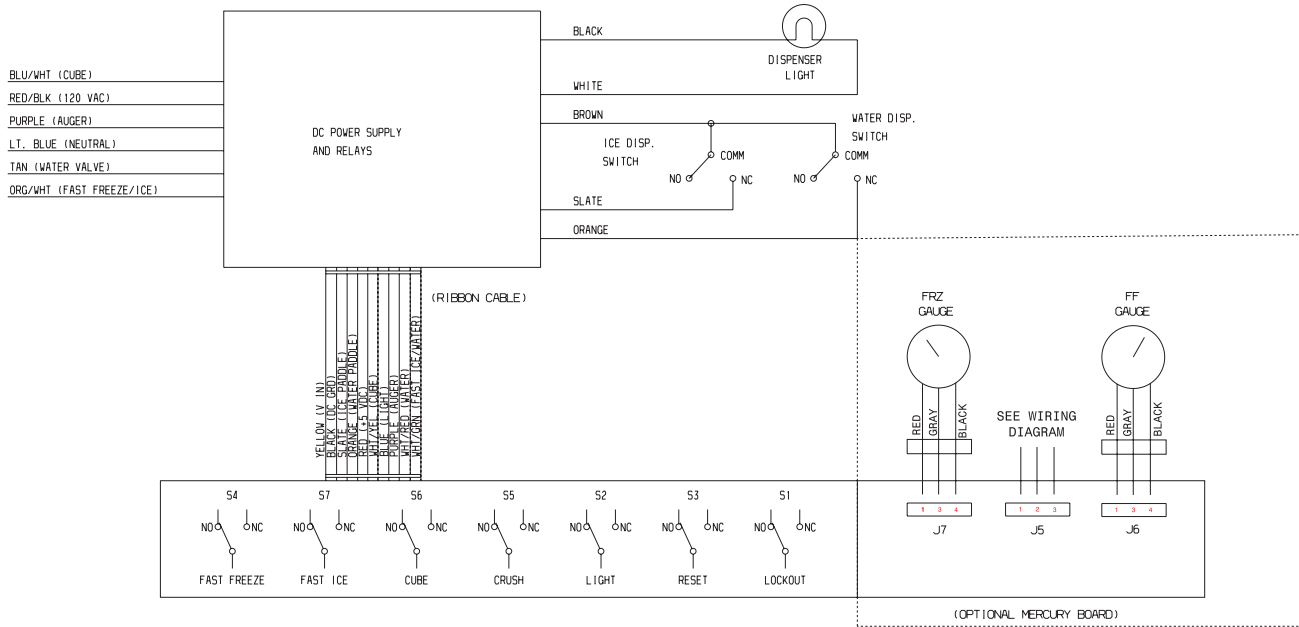 BLACK
DISPENSER
LIGHT
WHITE
BLU/WHT (CUBE)
RED/BLK (120 VAC)
PURPLE (AUGER)
LT. BLUE (NEUTRAL)
TAN (WATER VALVE)
ORG/WHT (FAST FREEZE/ICE)
DC POWER SUPPLY
AND RELAYS
BROWN
ICE DISP.
SWITCH
COMM
NO
NC
WATER DISP.
SWITCH
COMM
NO
NC
SLATE
ORANGE
(RIBBON CABLE)
YELLOW (V IN)
BLACK (DC GRD)
SLATE (ICE PADDLE)
ORANGE (WATER PADDLE)
RED (+5 VDC)
WHT/YEL (CUBE)
BLUE (LIGHT)
PURPLE (AUGER)
WHT/RED (WATER)
WHT/GRN (FAST ICE/WATER)
FRZ
GAUGE
RED
GRAY
BLACK
SEE WIRING
DIAGRAM
FF
GAUGE
RED
GRAY
BLACK
S4
S7
S6
S5
S2
S3
S1
NO NC
NO NC
NO NC
NO NC
NO NC
NO NC
NO NC
FAST FREEZE
FAST ICE
CUBE
CRUSH
LIGHT
RESET
LOCKOUT
1 3 4
J7
1 2 3
J5
1 3 4
J6
(OPTIONAL MERCURY BOARD)